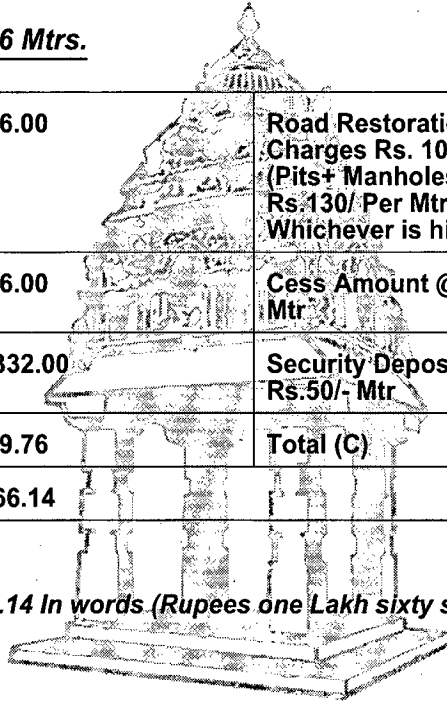 6 Mtrs.
6.00
Road Restorati
Charges Rs. 10
(Pits+ Manholes
Rs.130/ Per Mtr
Whichever is hi
6.00
Cess Amount @
Mtr
332.00
Security Depos
Rs.50/- Mtr
9.76
Total (C)
66.14
.14 In words (Rupees one Lakh sixty s